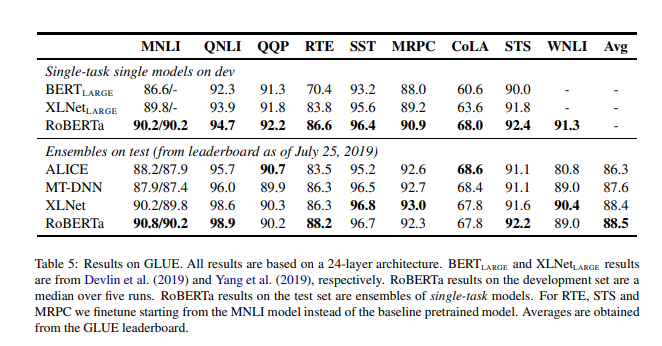 MNLI QNLI QQP RTE SST MRPC CoLA STS WNLI Avg
Single-task single models on dev
BERTLARGE 86.6/- 92.3 91.3 70.4 93.2 88.0 60.6 90.0 - -
XLNetLARGE 89.8/- 93.9 91.8 83.8 95.6 89.2 63.6 91.8 - -
RoBERTa 90.2/90.2 94.7 92.2 86.6 96.4 90.9 68.0 92.4 91.3 -
Ensembles on test (from leaderboard as of July 25, 2019)
ALICE 88.2/87.9 95.7 90.7 83.5 95.2 92.6 68.6 91.1 80.8 86.3
MT-DNN 87.9/87.4 96.0 89.9 86.3 96.5 92.7 68.4 91.1 89.0 87.6
XLNet 90.2/89.8 98.6 90.3 86.3 96.8 93.0 67.8 91.6 90.4 88.4
RoBERTa 90.8/90.2 98.9 90.2 88.2 96.7 92.3 67.8 92.2 89.0 88.5
Table 5: Results on GLUE. All results are based on a 24-layer architecture. BERTLARGE and XLNetLARGE results
are from Devlin et al. (2019) and Yang et al. (2019), respectively. RoBERTa results on the development set are a
median over five runs. RoBERTa results on the test set are ensembles of single-task models. For RTE, STS and
MRPC we finetune starting from the MNLI model instead of the baseline pretrained model. Averages are obtained
from the GLUE leaderboard.